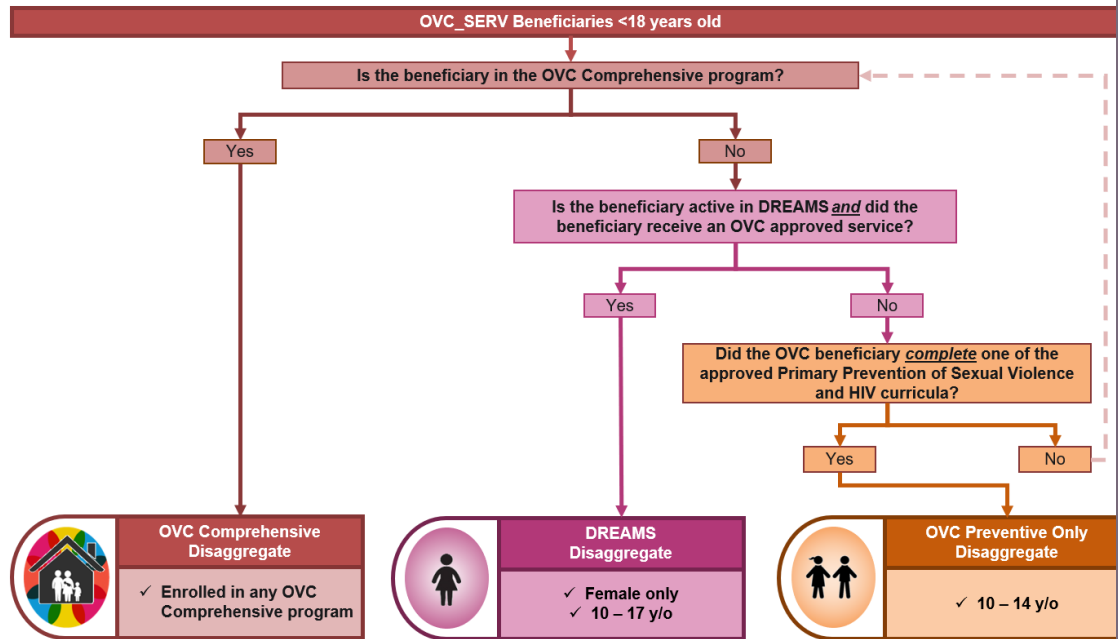 OVC_SERV Beneficiaries <18 years old
Is the beneficiary in the OVC Comprehensive program?
Yes
No
Is the beneficiary active in DREAMS and did the
beneficiary receive an OVC approved service?
Yes
No
Did the OVC beneficiary complete one of the
approved Primary Prevention of Sexual Violence
and HIV curricula?
Yes
No
OVC Comprehensive
Disaggregate
✓ Enrolled in any OVC
Comprehensive program
DREAMS
Disaggregate
✓ Female only
✓ 10 – 17 y/o
OVC Preventive Only
Disaggregate
✓ 10 – 14 y/o